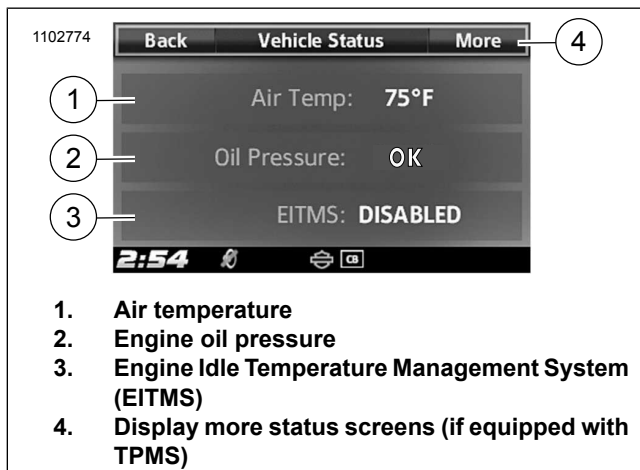 1102774
Back Vehicle Status More
4
1 Air Temp: 75°F
2 Oil Pressure: OK
3 EITMS: DISABLED
2:54 CB
1. Air temperature
2. Engine oil pressure
3. Engine Idle Temperature Management System
(EITMS)
4. Display more status screens (if equipped with
TPMS)